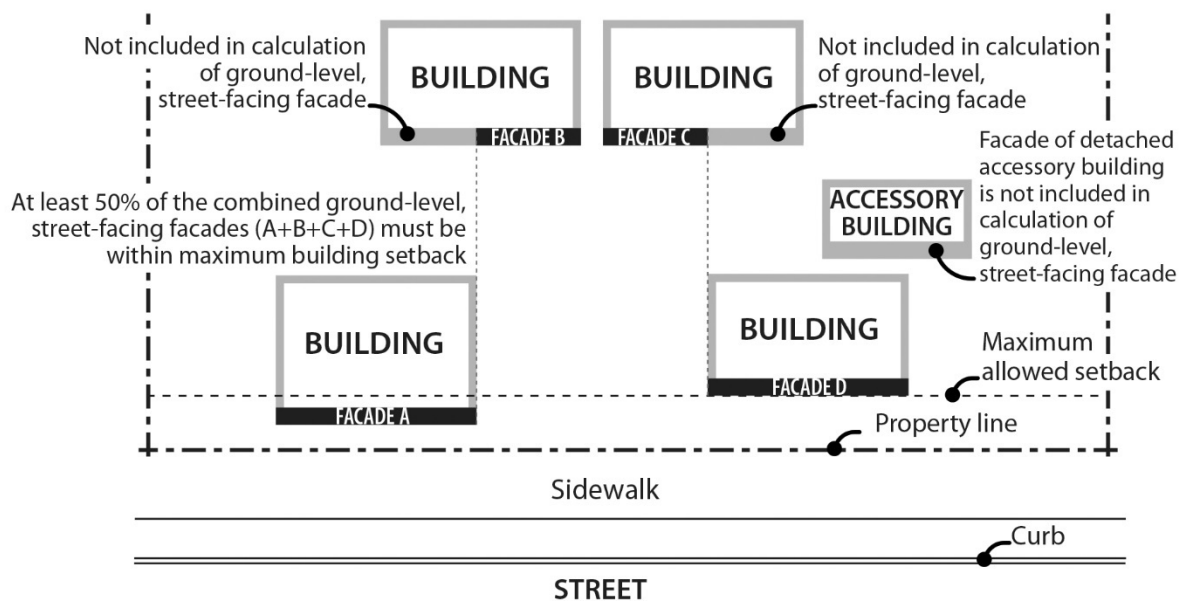 Not included in calculation
of ground-level,
street-facing facade
BUILDING
FACADE B
BUILDING
FACADE C
Not included in calculation
of ground-level,
street-facing facade
Facade of detached
accessory building
is not included in
calculation of
ground-level,
street-facing facade
ACCESSORY
BUILDING
At least 50% of the combined ground-level,
street-facing facades (A+B+C+D) must be
within maximum building setback
BUILDING
FACADE A
BUILDING
FACADE D
Maximum
allowed setback
Property line
Sidewalk
Curb
STREET